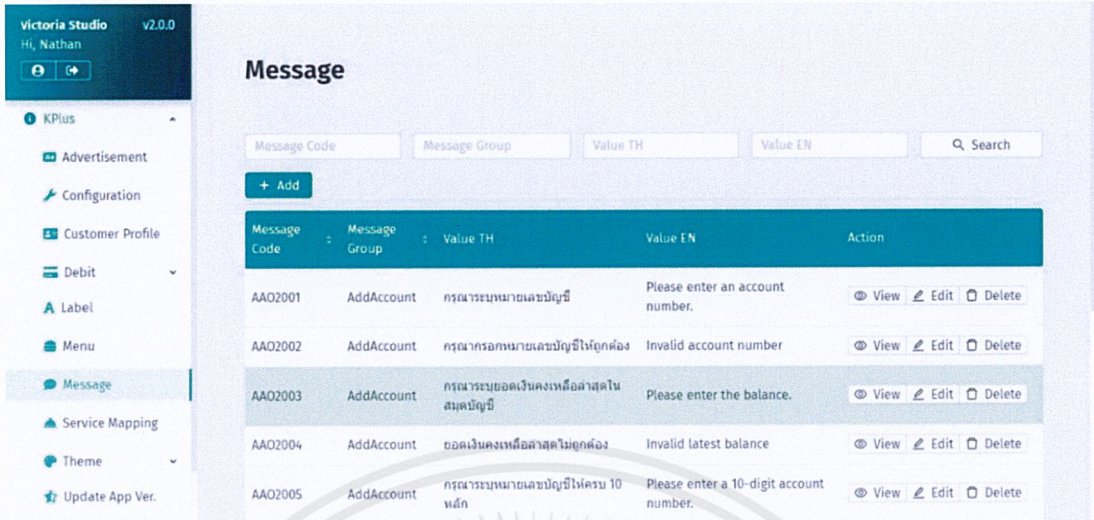 Victoria Studio v2.0.0
Hi, Nathan
KPlus
Advertisement
Configuration
Customer Profile
Debit
Label
Menu
Message
Service Mapping
Theme
Update App Ver.
Message
Message Code Message Group Value TH Value EN Search
+ Add
Message Code Message Group Value TH Value EN Action
AAO2001 AddAccount กรุณาระบุหมายเลขบัญชี Please enter an account number. View Edit Delete
AAO2002 AddAccount กรุณากรอกหมายเลขบัญชีให้ถูกต้อง Invalid account number View Edit Delete
AAO2003 AddAccount กรุณาระบุยอดเงินคงเหลือล่าสุดในสมุดบัญชี Please enter the balance. View Edit Delete
AAO2004 AddAccount ยอดเงินคงเหลือล่าสุดไม่ถูกต้อง Invalid latest balance View Edit Delete
AAO2005 AddAccount กรุณาระบุหมายเลขบัญชีให้ครบ 10 หลัก Please enter a 10-digit account number. View Edit Delete